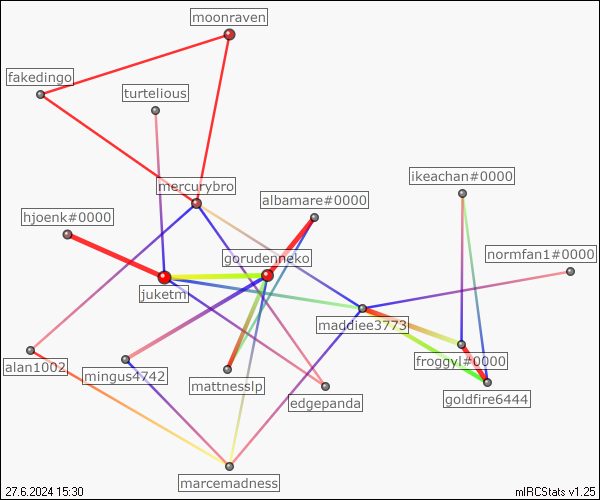 moonraven
fakedingo
turtelious
ikeachan#0000
mercurybro
albamare#0000
hjoenk#0000
normfan1#0000
gorudenneko
juketm
maddiee3773
froggyl#0000
alan1002
mingus4742
mattnesslp
goldfire6444
edgepanda
marcemadness
27.6.2024 15:30
mIRCStats v1.25